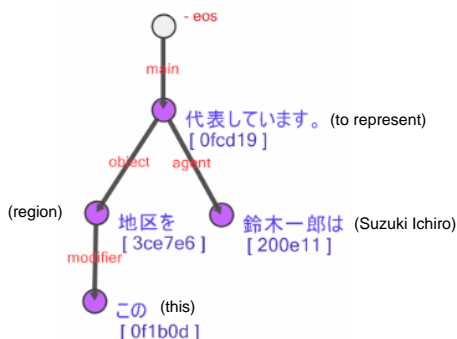 - eos
main
代表しています。 (to represent)
[ 0fcd19 ]
object
agent
(region) 地区を
[ 3ce7e6 ]
鈴木一郎は (Suzuki Ichiro)
[ 200e11 ]
modifier
この (this)
[ 0f1b0d ]